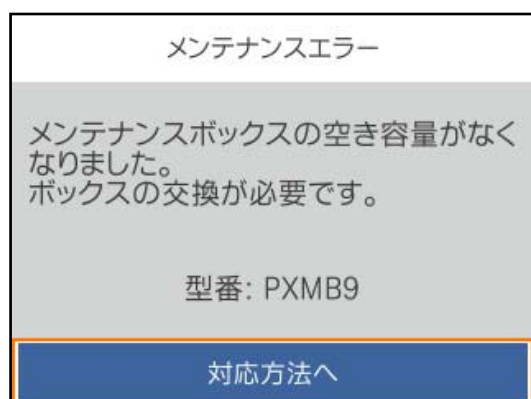 メンテナンスエラー
メンテナンスボックスの空き容量がなく
なりました。
ボックスの交換が必要です。
型番: PXMB9
対応方法へ